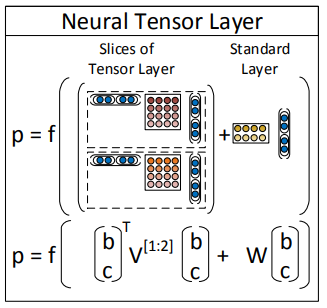 Neural Tensor Layer
Slices of Tensor Layer
Standard Layer
p = f +
p = f ( [b c]^T V^[1:2] [b c] + W [b c] )